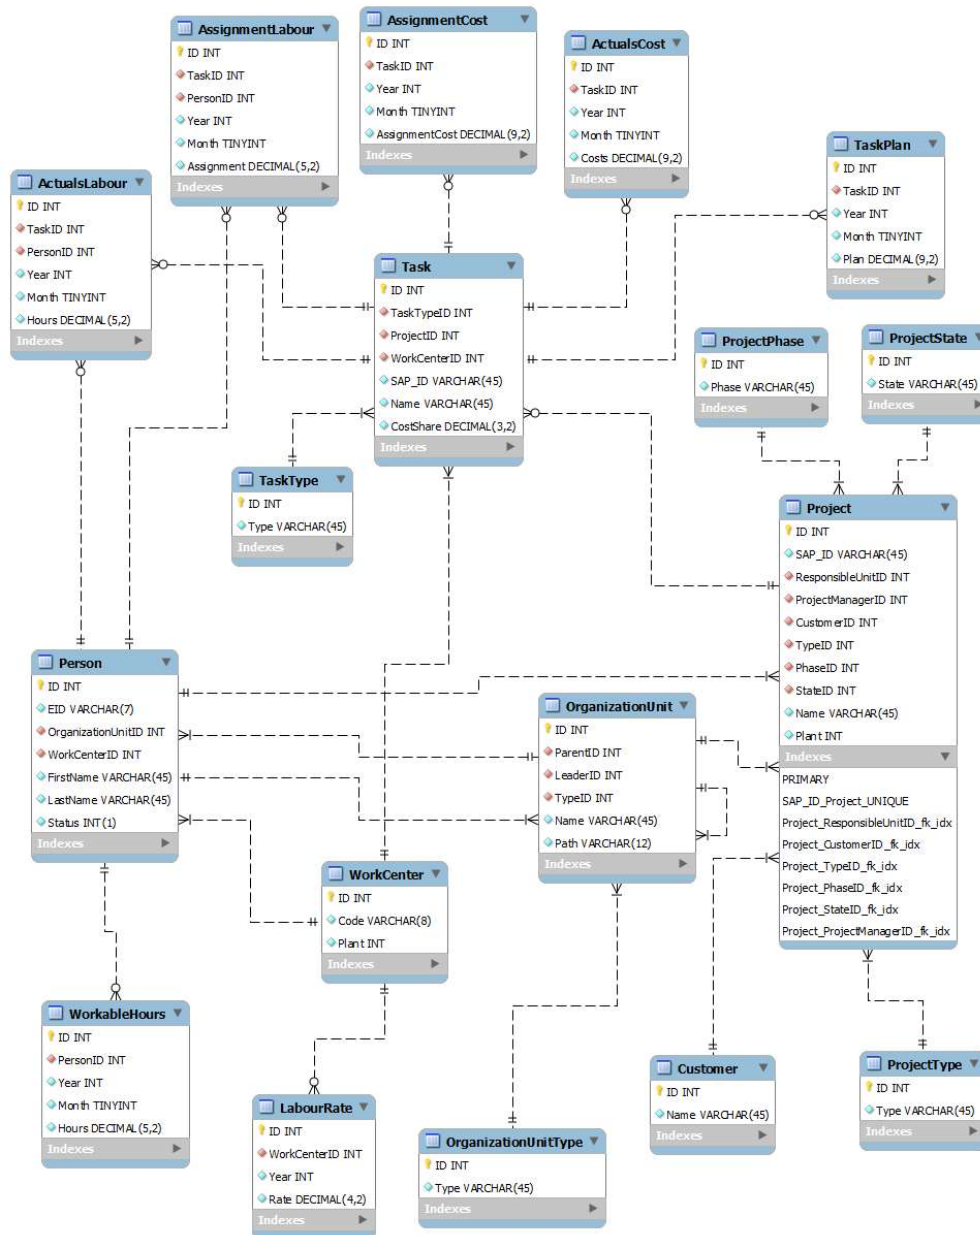 AssignmentLabour
ID INT
TaskID INT
PersonID INT
Year INT
Month TINYINT
Assignment DECIMAL(5,2)
Indexes
AssignmentCost
ID INT
TaskID INT
Year INT
Month TINYINT
AssignmentCost DECIMAL(9,2)
Indexes
ActualsCost
ID INT
TaskID INT
Year INT
Month TINYINT
Costs DECIMAL(9,2)
Indexes
TaskPlan
ID INT
TaskID INT
Year INT
Month TINYINT
Plan DECIMAL(9,2)
Indexes
ActualsLabour
ID INT
TaskID INT
PersonID INT
Year INT
Month TINYINT
Hours DECIMAL(5,2)
Indexes
Task
ID INT
TaskTypeID INT
ProjectID INT
WorkCenterID INT
SAP_ID VARCHAR(45)
Name VARCHAR(45)
CostShare DECIMAL(3,2)
Indexes
ProjectPhase
ID INT
Phase VARCHAR(45)
Indexes
ProjectState
ID INT
State VARCHAR(45)
Indexes
TaskType
ID INT
Type VARCHAR(45)
Indexes
Project
ID INT
SAP_ID VARCHAR(45)
ResponsibleUnitID INT
ProjectManagerID INT
CustomerID INT
TypeID INT
PhaseID INT
StateID INT
Name VARCHAR(45)
Plant INT
Indexes
PRIMARY
SAP_ID_Project_UNIQUE
Project_ResponsibleUnitID_fk_idx
Project_CustomerID_fk_idx
Project_TypeID_fk_idx
Project_PhaseID_fk_idx
Project_StateID_fk_idx
Project_ProjectManagerID_fk_idx
Person
ID INT
EID VARCHAR(7)
OrganizationUnitID INT
WorkCenterID INT
FirstName VARCHAR(45)
LastName VARCHAR(45)
Status INT(1)
Indexes
OrganizationUnit
ID INT
ParentID INT
LeaderID INT
TypeID INT
Name VARCHAR(45)
Path VARCHAR(12)
Indexes
WorkCenter
ID INT
Code VARCHAR(8)
Plant INT
Indexes
WorkableHours
ID INT
PersonID INT
Year INT
Month TINYINT
Hours DECIMAL(5,2)
Indexes
LabourRate
ID INT
WorkCenterID INT
Year INT
Rate DECIMAL(4,2)
Indexes
OrganizationUnitType
ID INT
Type VARCHAR(45)
Indexes
Customer
ID INT
Name VARCHAR(45)
Indexes
ProjectType
ID INT
Type VARCHAR(45)
Indexes